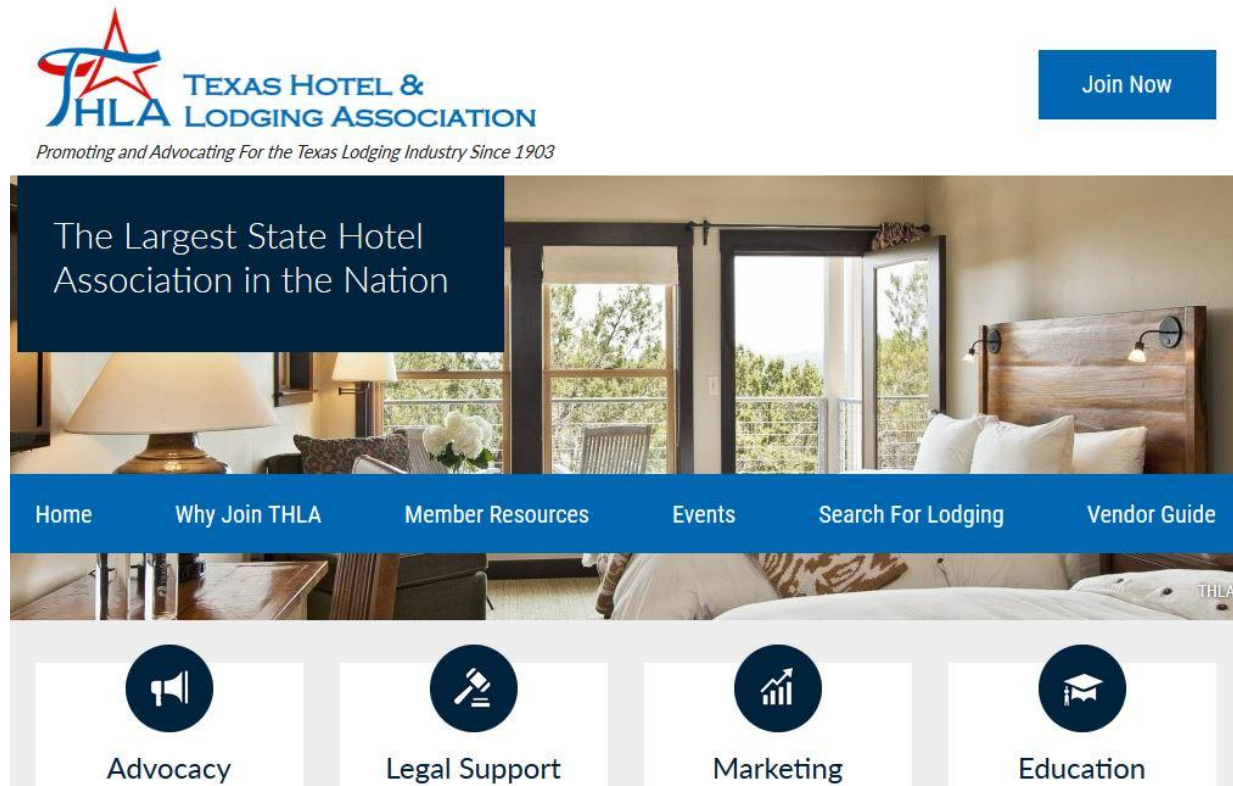 THLA
TEXAS HOTEL &
LODGING ASSOCIATION
Promoting and Advocating For the Texas Lodging Industry Since 1903
Join Now
The Largest State Hotel
Association in the Nation
Home Why Join THLA Member Resources Events Search For Lodging Vendor Guide
THLA
Advocacy Legal Support Marketing Education